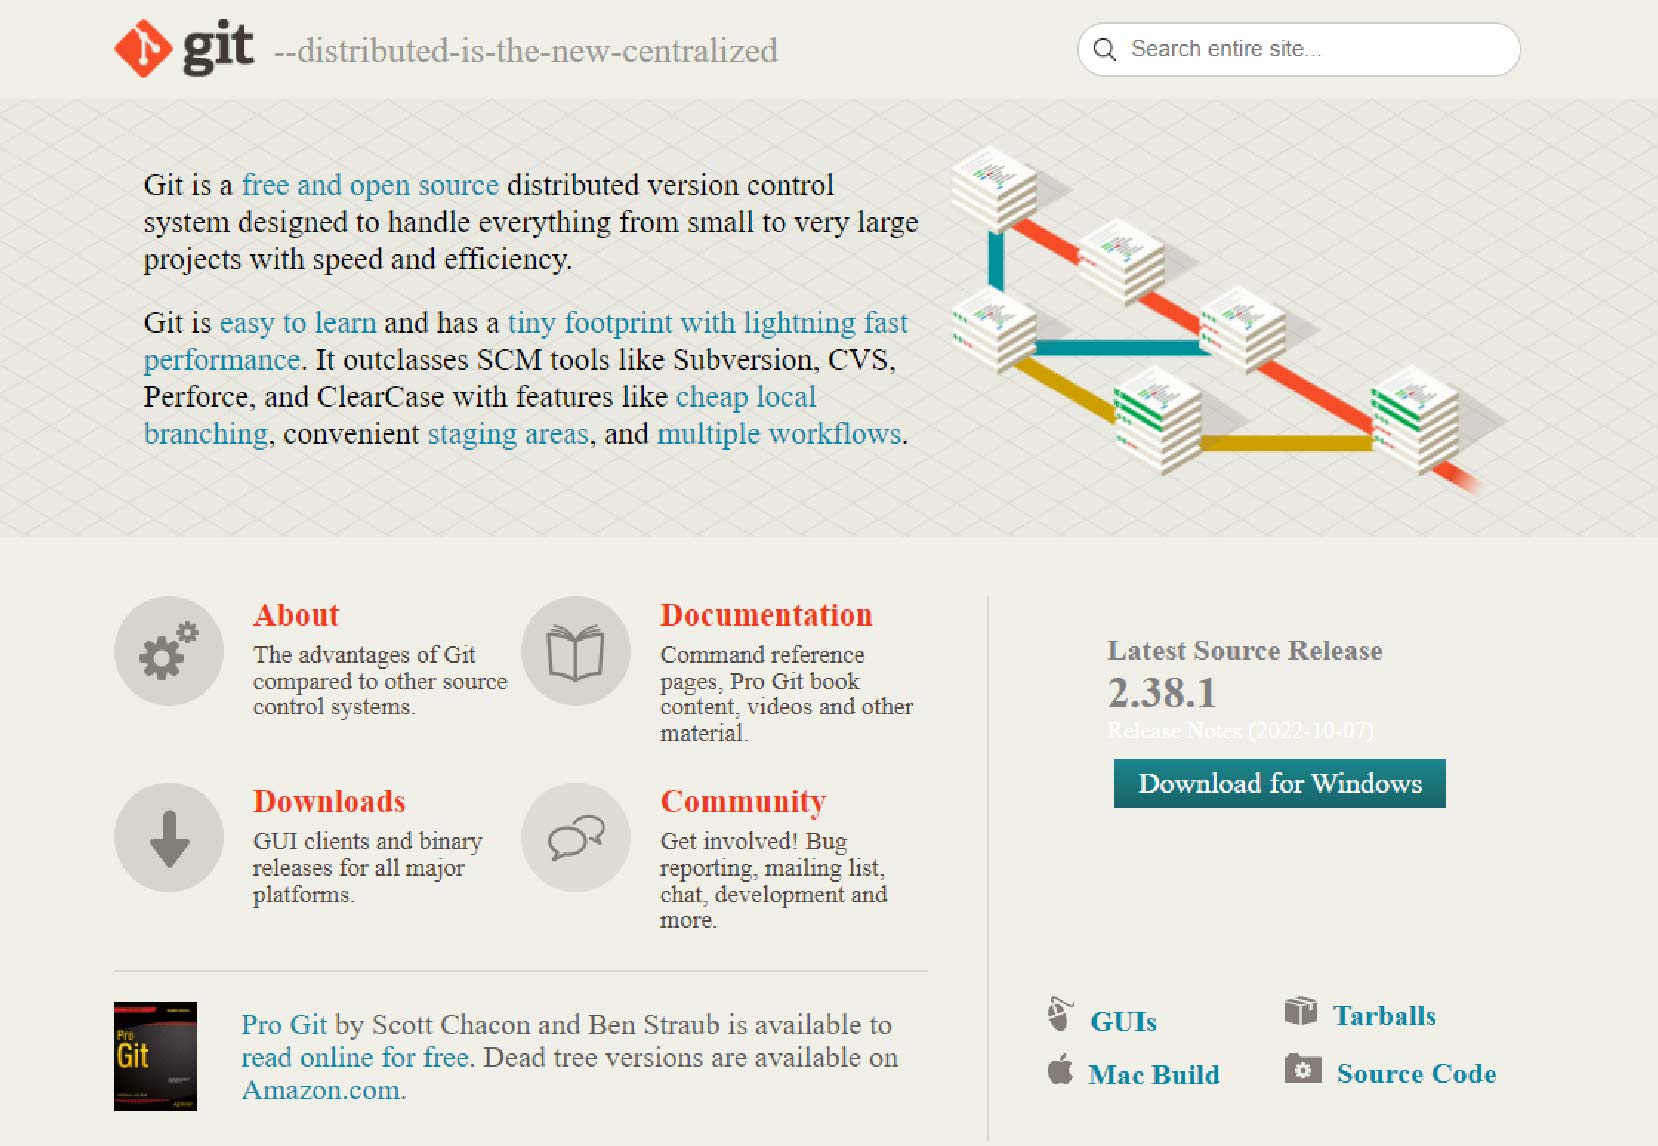 git --distributed-is-the-new-centralized
Search entire site...
Git is a free and open source distributed version control
system designed to handle everything from small to very large
projects with speed and efficiency.
Git is easy to learn and has a tiny footprint with lightning fast
performance. It outclasses SCM tools like Subversion, CVS,
Perforce, and ClearCase with features like cheap local
branching, convenient staging areas, and multiple workflows.
About
The advantages of Git
compared to other source
control systems.
Documentation
Command reference
pages, Pro Git book
content, videos and other
material.
Downloads
GUI clients and binary
releases for all major
platforms.
Community
Get involved! Bug
reporting, mailing list,
chat, development and
more.
Pro
Git
Pro Git by Scott Chacon and Ben Straub is available to
read online for free. Dead tree versions are available on
Amazon.com.
Latest Source Release
2.38.1
Release Notes (2022-10-07)
Download for Windows
GUIs
Tarballs
Mac Build
Source Code